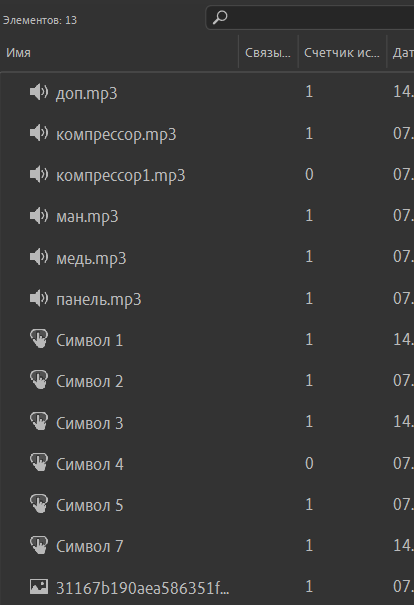 Элементов: 13
Имя Связы... Счетчик ис... Дат
доп.mp3 1 14.
компрессор.mp3 1 07.
компрессор1.mp3 0 07.
ман.mp3 1 07.
медь.mp3 1 07.
панель.mp3 1 07.
Символ 1 1 14.
Символ 2 1 07.
Символ 3 1 14.
Символ 4 0 07.
Символ 5 1 07.
Символ 7 1 14.
31167b190aea586351f... 1 07.